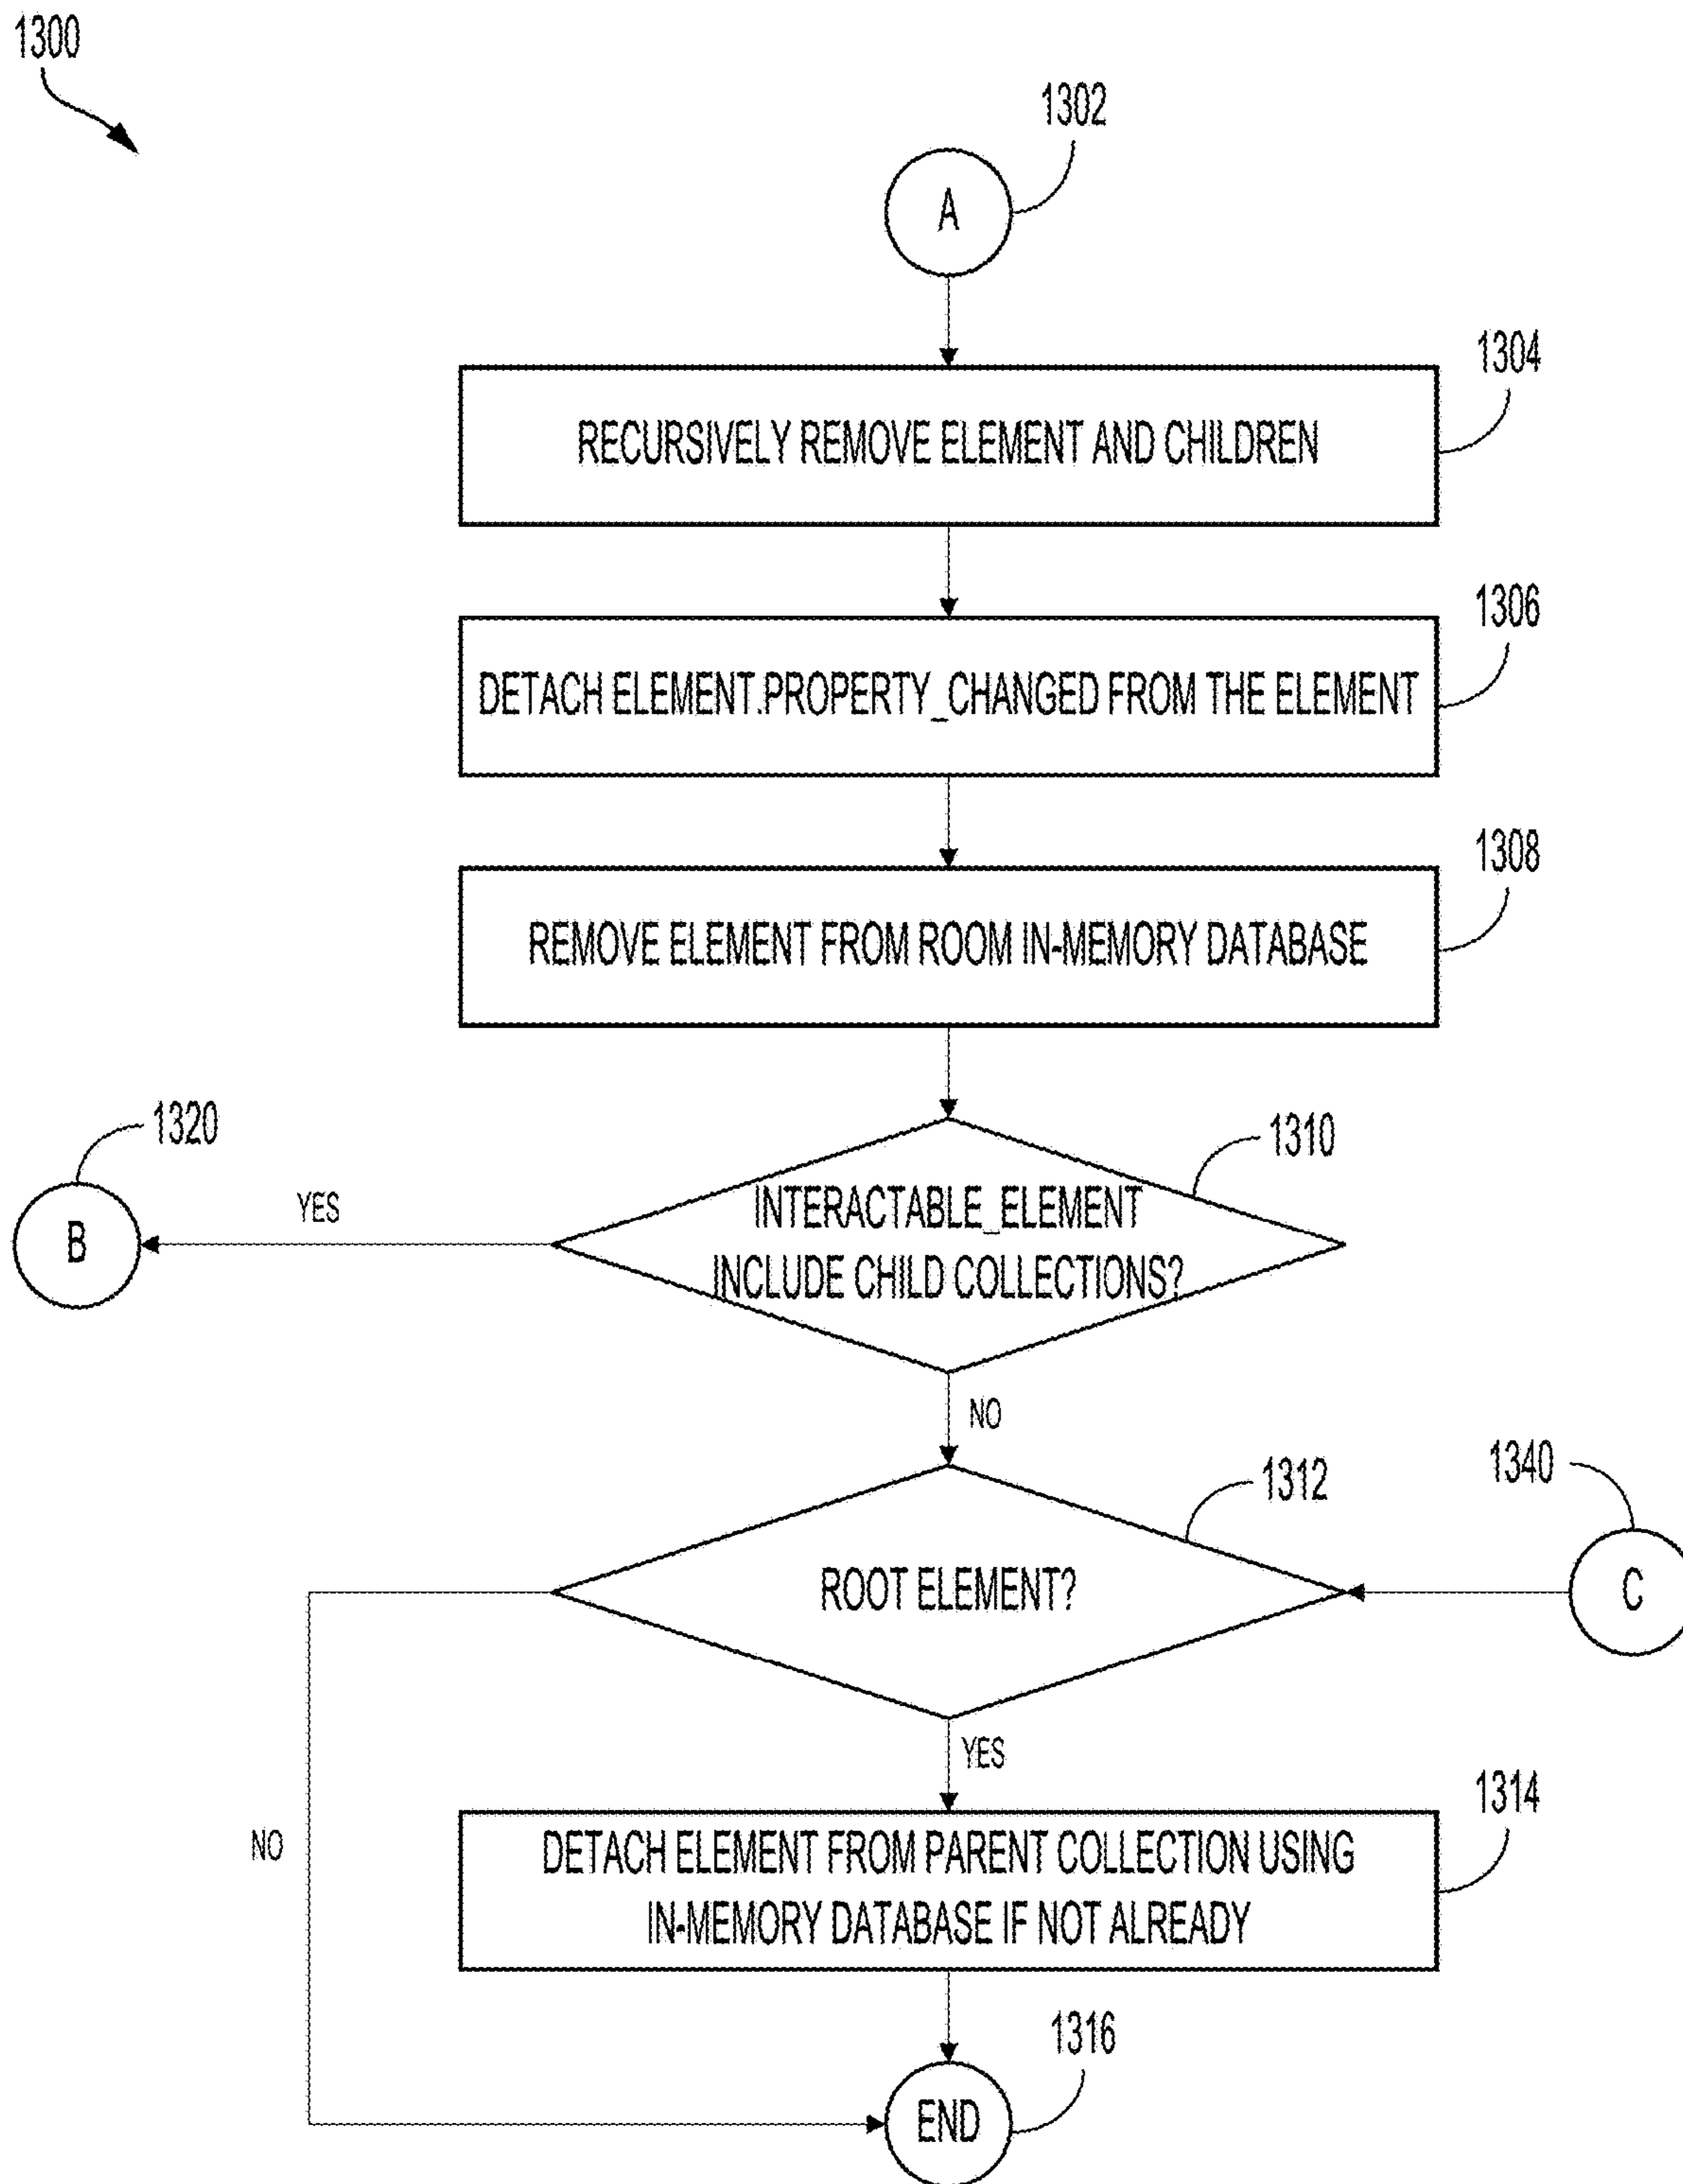 1300
1302
A
1304
RECURSIVELY REMOVE ELEMENT AND CHILDREN
1306
DETACH ELEMENT.PROPERTY_CHANGED FROM THE ELEMENT
1308
REMOVE ELEMENT FROM ROOM IN-MEMORY DATABASE
1320
1310
B
YES
INTERACTABLE_ELEMENT
INCLUDE CHILD COLLECTIONS?
NO
1340
1312
ROOT ELEMENT?
C
YES
1314
NO
DETACH ELEMENT FROM PARENT COLLECTION USING
IN-MEMORY DATABASE IF NOT ALREADY
1316
END